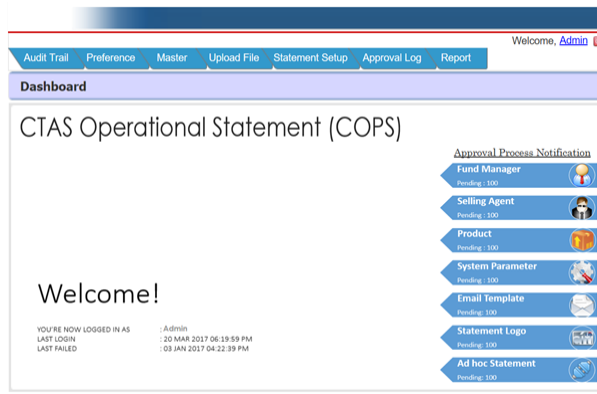 Welcome, Admin
Audit Trail Preference Master Upload File Statement Setup Approval Log Report
Dashboard
CTAS Operational Statement (COPS)
Approval Process Notification
Fund Manager
Pending : 100
Selling Agent
Pending : 100
Product
Pending : 100
System Parameter
Pending : 100
Email Template
Pending: 100
Statement Logo
Pending: 100
Ad hoc Statement
Pending: 100
Welcome!
YOU'RE NOW LOGGED IN AS : Admin
LAST LOGIN : 20 MAR 2017 06:19:59 PM
LAST FAILED : 03 JAN 2017 04:22:39 PM